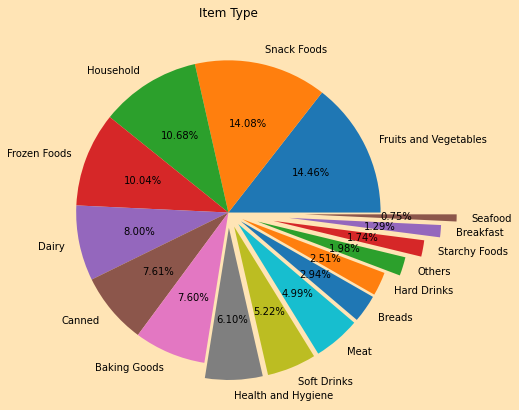 Item Type
Snack Foods
Household
14.08%
10.68%
Fruits and Vegetables
Frozen Foods
14.46%
10.04%
0.75%
Seafood
1.29%
Breakfast
8.00%
Dairy
1.74%
Starchy Foods
1.98%
Others
7.61%
2.51%
Hard Drinks
2.94%
Breads
4.99%
7.60%
5.22%
6.10%
Canned
Meat
Baking Goods
Soft Drinks
Health and Hygiene